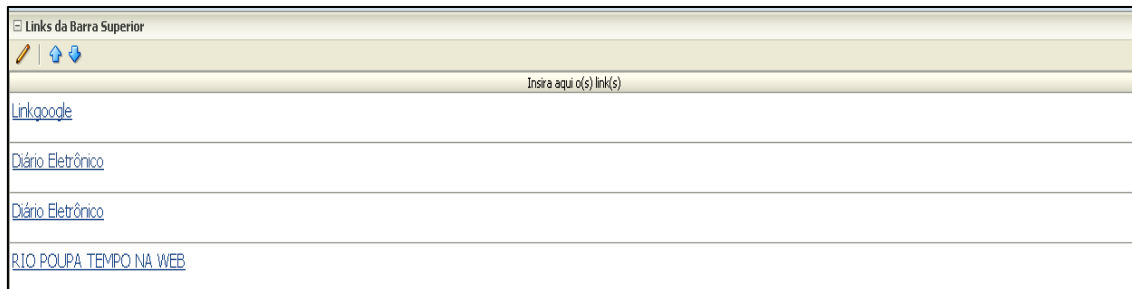 Links da Barra Superior
Insira aqui o(s) link(s)
Linkgoogle
Diário Eletrônico
Diário Eletrônico
RIO POUPA TEMPO NA WEB